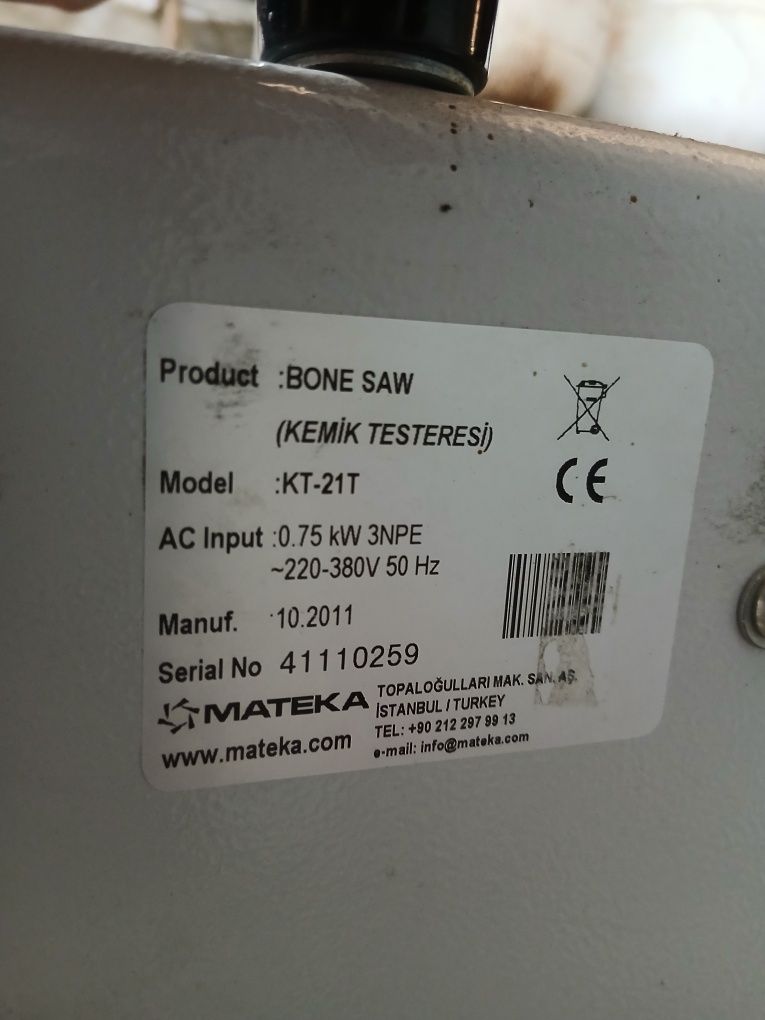 Product :BONE SAW
(KEMİK TESTERESİ)
Model :KT-21T
AC Input :0.75 kW 3NPE
~220-380V 50 Hz
Manuf. :10.2011
Serial No 41110259
MATEKA
TOPALOĞULLARI MAK. SAN. AŞ.
İSTANBUL / TURKEY
TEL: +90 212 297 99 13
www.mateka.com
e-mail: info@mateka.com
CE